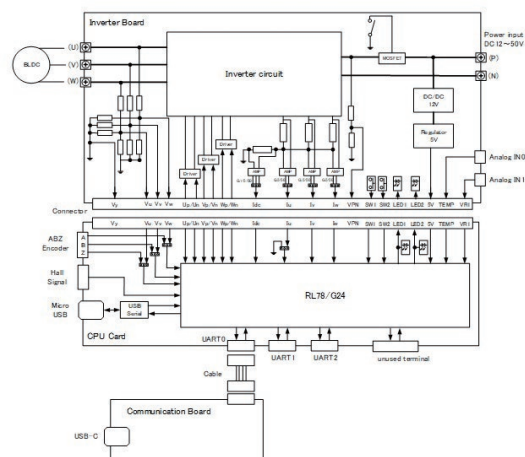 Inverter Board
Power input
DC 12～50V
(U)
(V)
(W)
BLDC
Inverter circuit
MOSFET
(P)
(N)
DC/DC
12V
Regulator
5V
Driver
Driver
Driver
AMP
AMP
AMP
AMP
Analog IN0
Analog IN1
Connector
Vy Vu Vv Vw Up/Un Vp/Vn Wp/Wn Idc Iu Iv Iw VPN SW1 SW2 LED1 LED2 5V TEMP VR1
Vy Vu Vv Vw Up/Un Vp/Vn Wp/Wn Idc Iu Iv Iw VPN SW1 SW2 LED1 LED2 5V TEMP VR1
ABZ
Encoder
A
B
Z
Hall
Signal
Micro
USB
USB
Serial
RL78/G24
CPU Card
UART0
UART1
UART2
unused terminal
Cable
Communication Board
USB-C